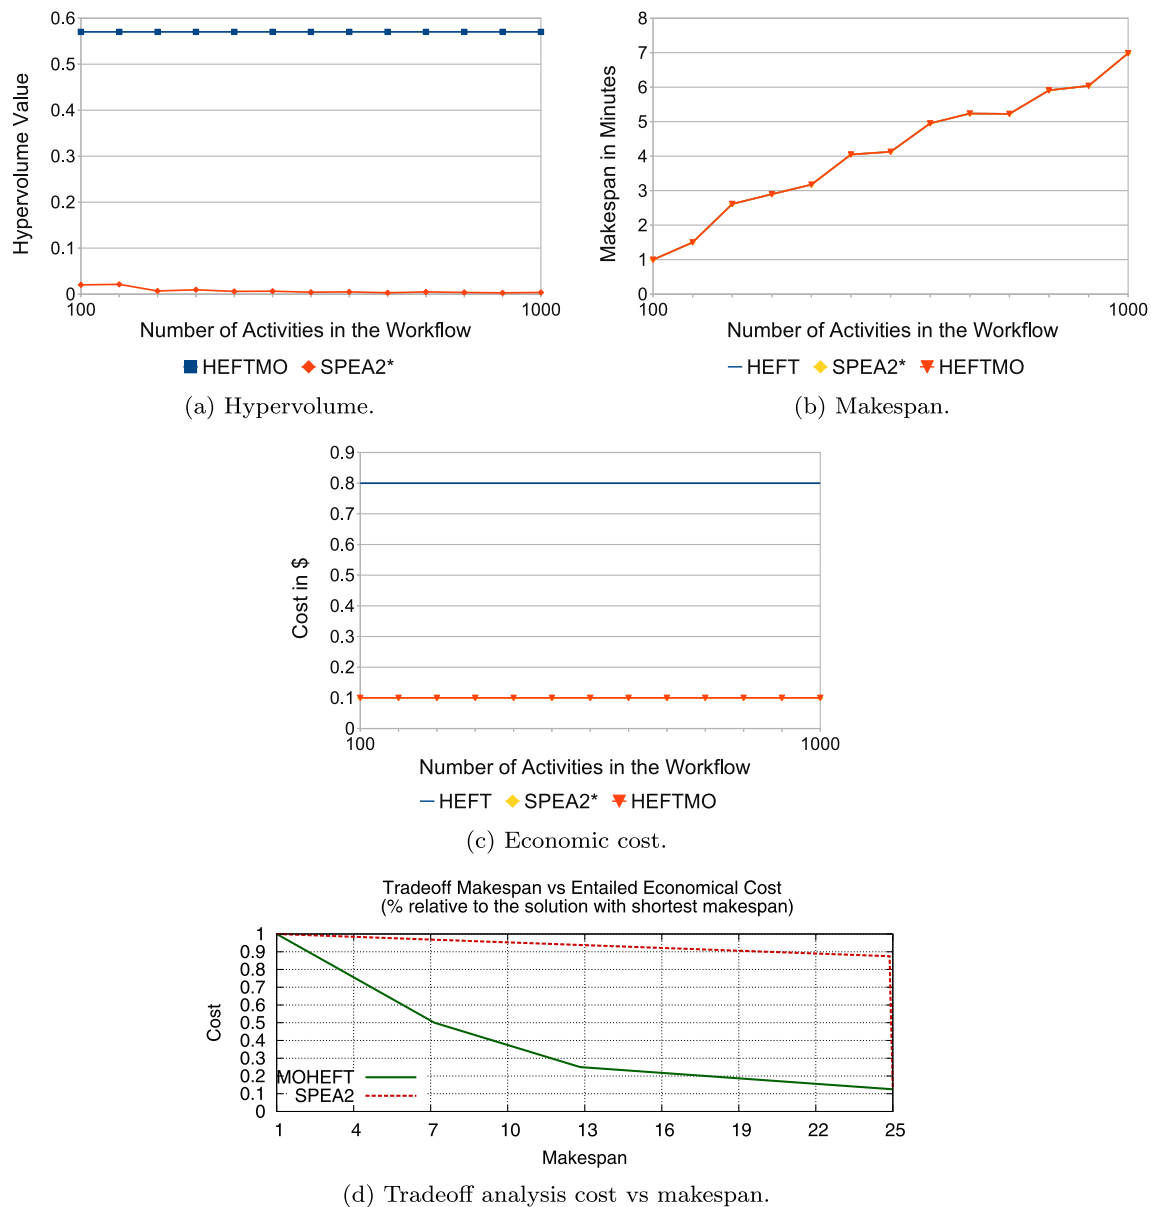 0.6
0.5
0.4
0.3
0.2
0.1
0
Hypervolume Value
100 1000
Number of Activities in the Workflow
HEFTMO SPEA2*
(a) Hypervolume.
8
7
6
5
4
3
2
1
0
Makespan in Minutes
100 1000
Number of Activities in the Workflow
HEFT SPEA2* HEFTMO
(b) Makespan.
0.9
0.8
0.7
0.6
0.5
0.4
0.3
0.2
0.1
0
Cost in $
100 1000
Number of Activities in the Workflow
HEFT SPEA2* HEFTMO
(c) Economic cost.
Tradeoff Makespan vs Entailed Economical Cost
(% relative to the solution with shortest makespan)
1
0.9
0.8
0.7
0.6
0.5
0.4
0.3
0.2
0.1
0
Cost
MOHEFT
SPEA2
1 4 7 10 13 16 19 22 25
Makespan
(d) Tradeoff analysis cost vs makespan.